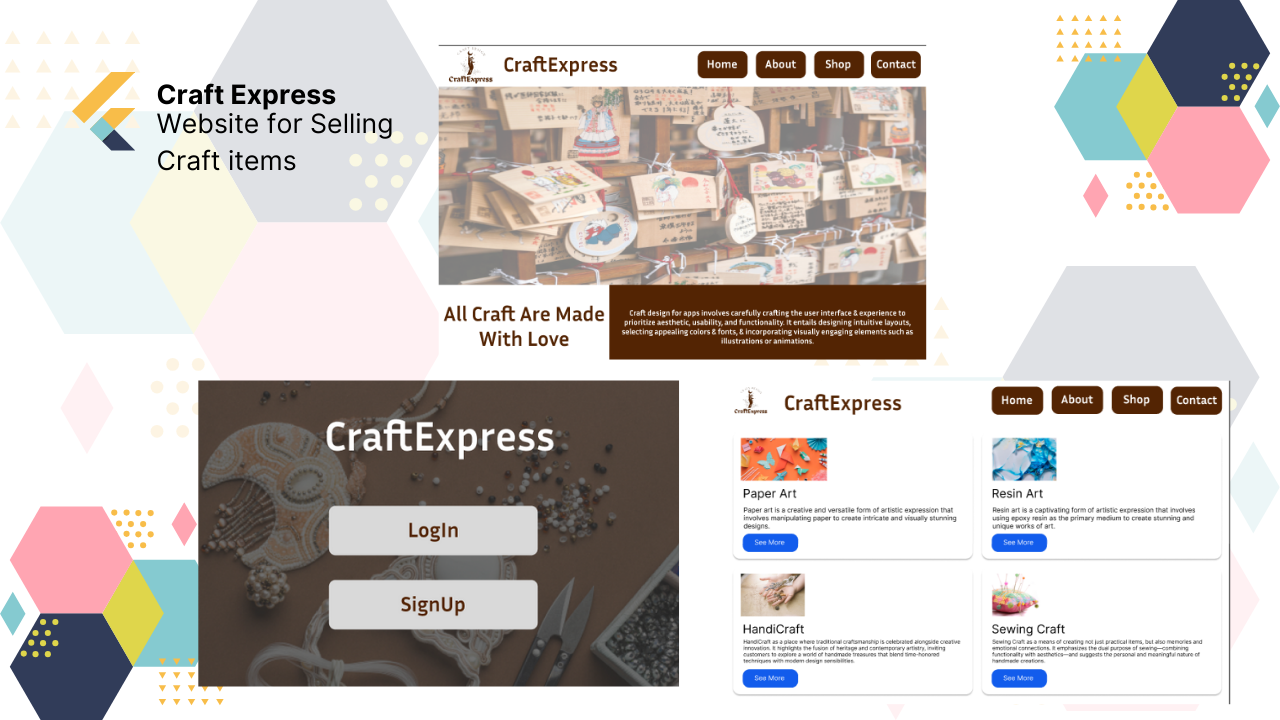 Craft Express
Website for Selling
Craft items
CraftExpress
CraftExpress
Home
About
Shop
Contact
All Craft Are Made
With Love
Craft design for apps involves carefully crafting the user interface & experience to
prioritize aesthetic, usability, and functionality. It entails designing intuitive layouts,
selecting appealing colors & fonts, & incorporating visually engaging elements such as
illustrations or animations.
CraftExpress
LogIn
SignUp
CraftExpress
CraftExpress
Home
About
Shop
Contact
Paper Art
Paper art is a creative and versatile form of artistic expression that
involves manipulating paper to create intricate and visually stunning
designs.
See More
Resin Art
Resin art is a captivating form of artistic expression that involves
using epoxy resin as the primary medium to create stunning and
unique works of art.
See More
HandiCraft
HandiCraft as a place where traditional craftsmanship is celebrated alongside creative
innovation. It highlights the fusion of heritage and contemporary artistry, inviting
customers to explore a world of handmade treasures that blend time-honored
techniques with modern design sensibilities.
See More
Sewing Craft
Sewing Craft as a means of creating not just practical items, but also memories and
emotional connections. It emphasizes the dual purpose of sewing—combining
functionality with aesthetics—and suggests the personal and meaningful nature of
handmade creations.
See More